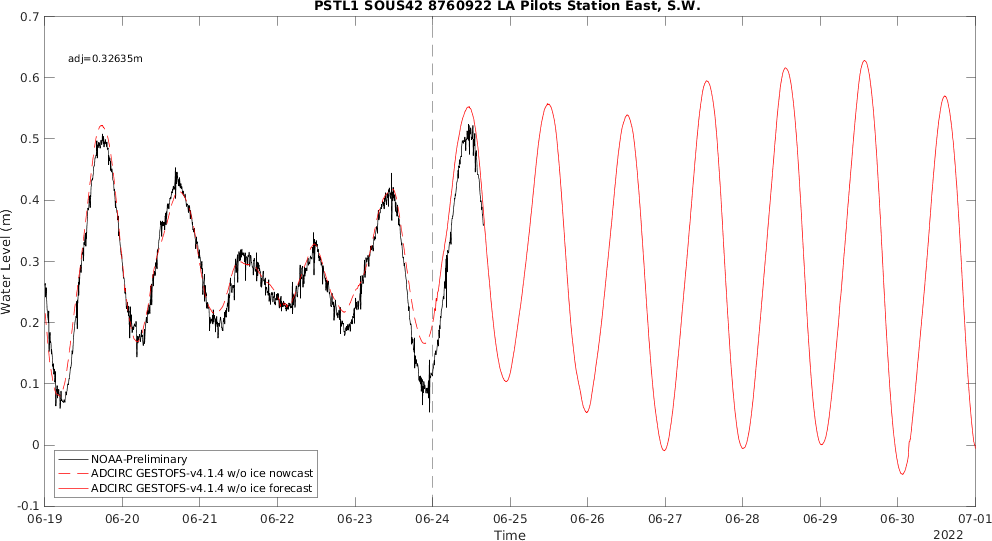 PSTL1 SOUS42 8760922 LA Pilots Station East, S.W.
adj=0.32635m
Water Level (m)
0.7
0.6
0.5
0.4
0.3
0.2
0.1
0
-0.1
NOAA-Preliminary
ADCIRC GESTOFS-v4.1.4 w/o ice nowcast
ADCIRC GESTOFS-v4.1.4 w/o ice forecast
06-19 06-20 06-21 06-22 06-23 06-24 06-25 06-26 06-27 06-28 06-29 06-30 07-01
Time
2022